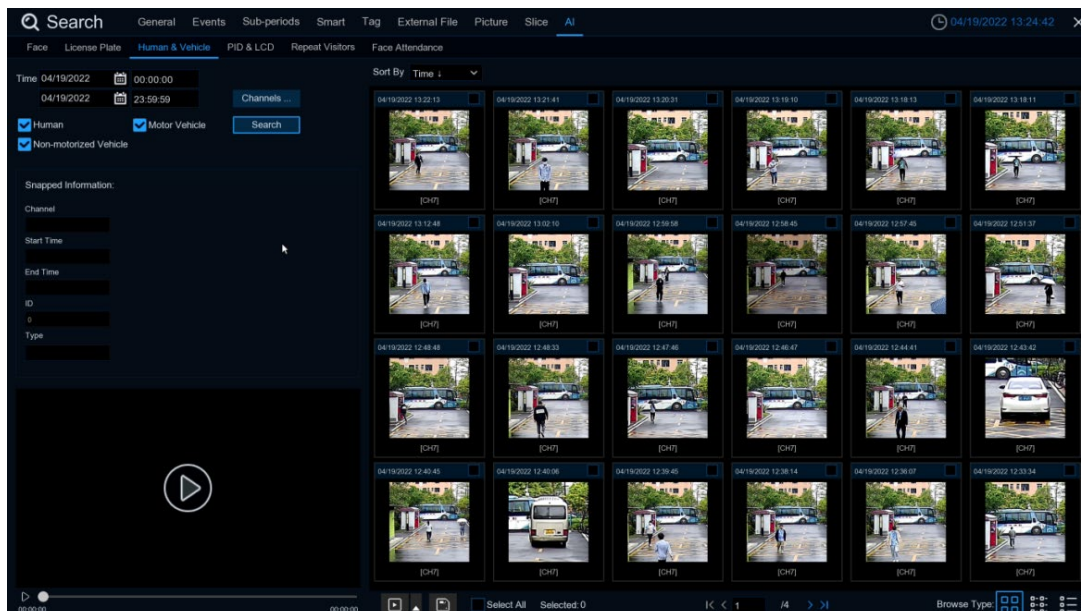 Search General Events Sub-periods Smart Tag External File Picture Slice AI 04/19/2022 13:24:42
Face License Plate Human & Vehicle PID & LCD Repeat Visitors Face Attendance
Time 04/19/2022 00:00:00
04/19/2022 23:59:59 Channels ...
Human Motor Vehicle Search
Non-motorized Vehicle
Snapped Information:
Channel
Start Time
End Time
ID
0
Type
00:00:00 00:00:00
Sort By Time ↓
04/19/2022 13:22:13 04/19/2022 13:21:41 04/19/2022 13:20:31 04/19/2022 13:19:10 04/19/2022 13:18:13 04/19/2022 13:18:11
[CH7] [CH7] [CH7] [CH7] [CH7] [CH7]
04/19/2022 13:12:48 04/19/2022 13:02:10 04/19/2022 12:59:58 04/19/2022 12:58:45 04/19/2022 12:57:45 04/19/2022 12:51:37
[CH7] [CH7] [CH7] [CH7] [CH7] [CH7]
04/19/2022 12:48:48 04/19/2022 12:48:33 04/19/2022 12:47:46 04/19/2022 12:46:47 04/19/2022 12:44:41 04/19/2022 12:43:42
[CH7] [CH7] [CH7] [CH7] [CH7] [CH7]
04/19/2022 12:40:45 04/19/2022 12:40:06 04/19/2022 12:39:45 04/19/2022 12:38:14 04/19/2022 12:36:07 04/19/2022 12:33:34
[CH7] [CH7] [CH7] [CH7] [CH7] [CH7]
Select All Selected: 0 1 /4 Browse Type: